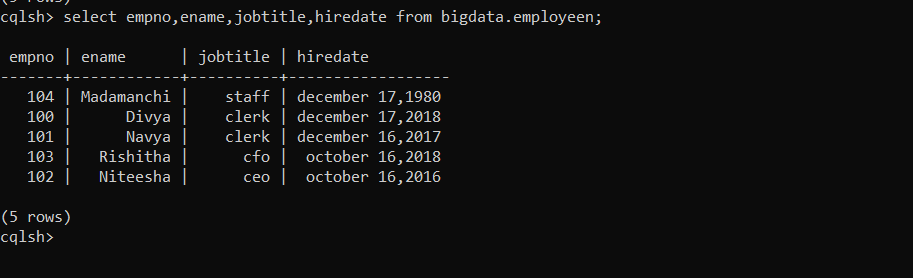 cqlsh> select empno,ename,jobtitle,hiredate from bigdata.employeen;
empno | ename | jobtitle | hiredate
-------+------------+----------+------------------
104 | Madamanchi | staff | december 17,1980
100 | Divya | clerk | december 17,2018
101 | Navya | clerk | december 16,2017
103 | Rishitha | cfo | october 16,2018
102 | Niteesha | ceo | october 16,2016
(5 rows)
cqlsh>